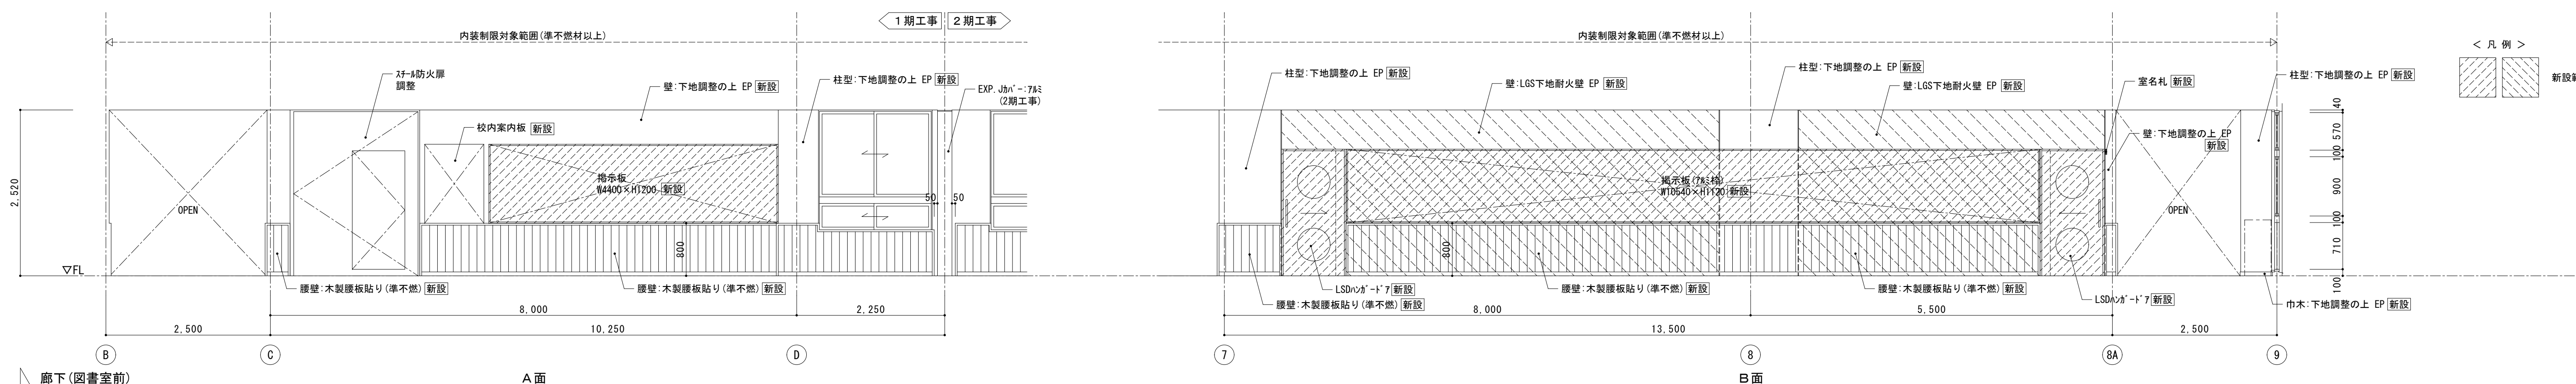 1期工事 2期工事
内装制限対象範囲(準不燃材以上)
内装制限対象範囲(準不燃材以上)
< 凡 例 >
新設
ｽﾁｰﾙ防火扉
調整
壁:下地調整の上 EP 新設
柱型:下地調整の上 EP 新設
EXP.Jｶﾊﾞｰ:ｱﾙﾐ
(2期工事)
校内案内板 新設
掲示板
W4400×H1200 新設
OPEN
2,520
50
50
800
▽FL
腰壁:木製腰板貼り(準不燃) 新設
腰壁:木製腰板貼り(準不燃) 新設
8,000
2,250
2,500
10,250
B
C
D
廊下(図書室前)
A面
柱型:下地調整の上 EP 新設
壁:LGS下地耐火壁 EP 新設
柱型:下地調整の上 EP 新設
壁:LGS下地耐火壁 EP 新設
室名札 新設
柱型:下地調整の上 EP 新設
壁:下地調整の上 EP
新設
掲示板(ｱﾙﾐ枠)
W10540×H1120 新設
OPEN
800
40
570
100
900
100
710
100
LSDﾊﾝｶﾞｰﾄﾞｱ 新設
腰壁:木製腰板貼り(準不燃) 新設
腰壁:木製腰板貼り(準不燃) 新設
腰壁:木製腰板貼り(準不燃) 新設
LSDﾊﾝｶﾞｰﾄﾞｱ 新設
巾木:下地調整の上 EP 新設
8,000
5,500
13,500
2,500
7
8
8A
9
B面